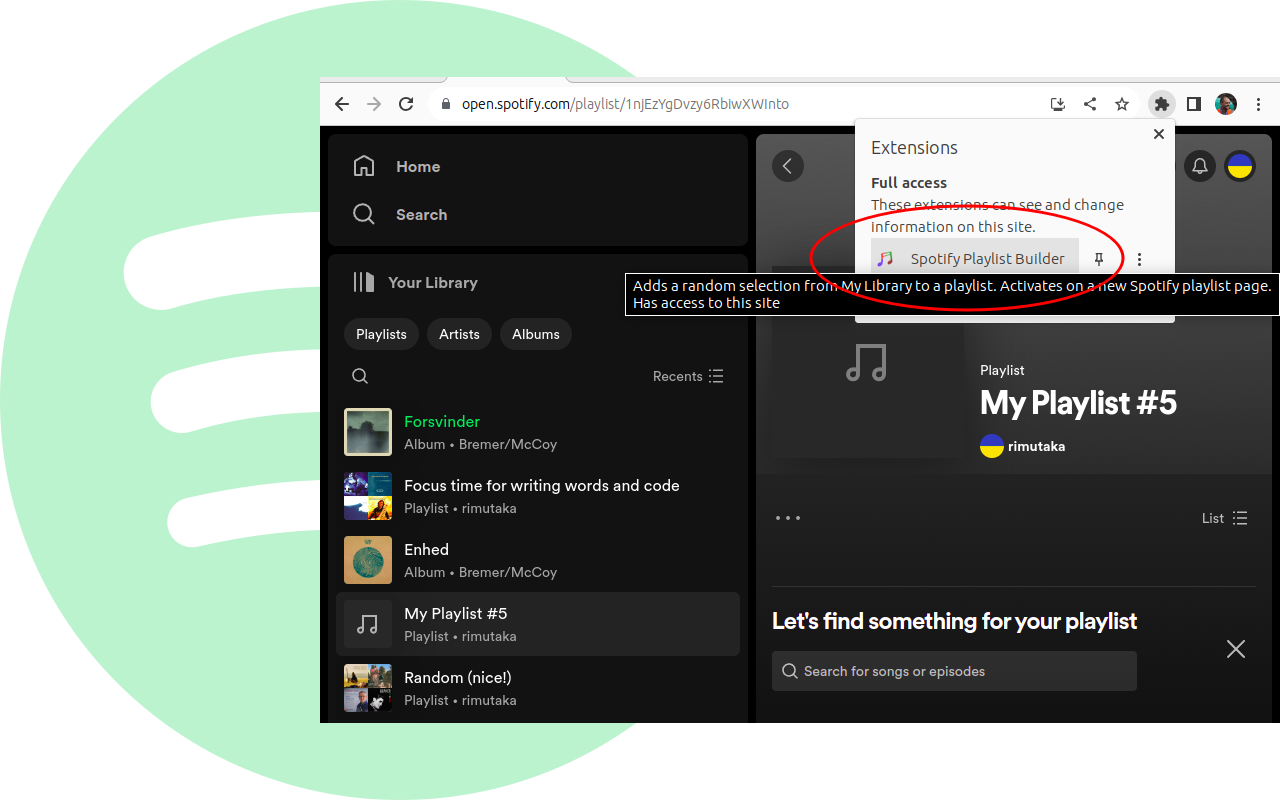 open.spotify.com/playlist/1njEzYgDvzy6RbiwXWInto
Extensions
Full access
These extensions can see and change
information on this site.
Spotify Playlist Builder
Adds a random selection from My Library to a playlist. Activates on a new Spotify playlist page.
Has access to this site
Home
Search
Your Library
Playlists
Artists
Albums
Recents
Forsvinder
Album • Bremer/McCoy
Focus time for writing words and code
Playlist • rimutaka
Enhed
Album • Bremer/McCoy
My Playlist #5
Playlist • rimutaka
Random (nice!)
Playlist • rimutaka
Playlist
My Playlist #5
rimutaka
List
Let's find something for your playlist
Search for songs or episodes